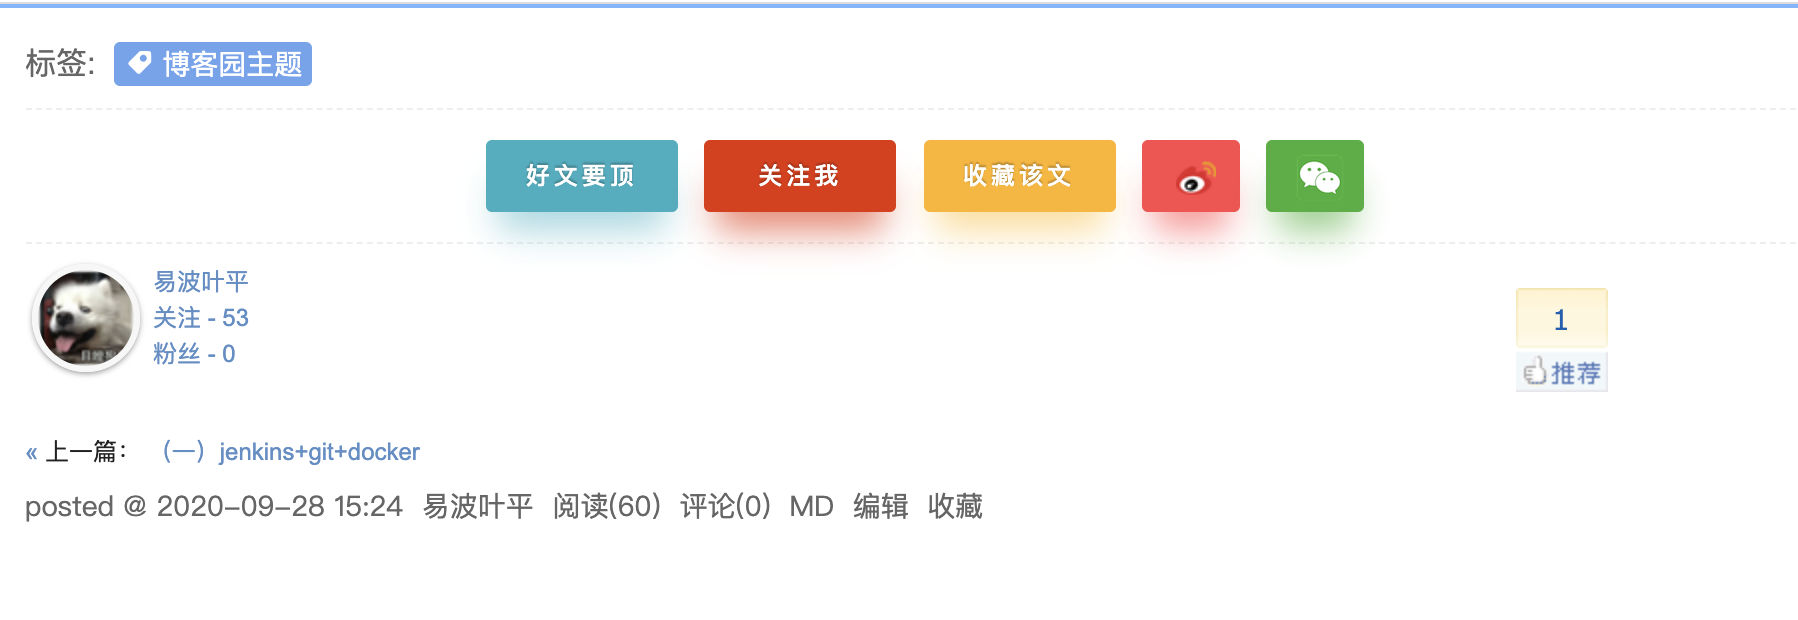 标签: 博客园主题
好文要顶 关注我 收藏该文
易波叶平
关注 - 53
粉丝 - 0
1
推荐
« 上一篇： （一）jenkins+git+docker
posted @ 2020-09-28 15:24 易波叶平 阅读(60) 评论(0) MD 编辑 收藏